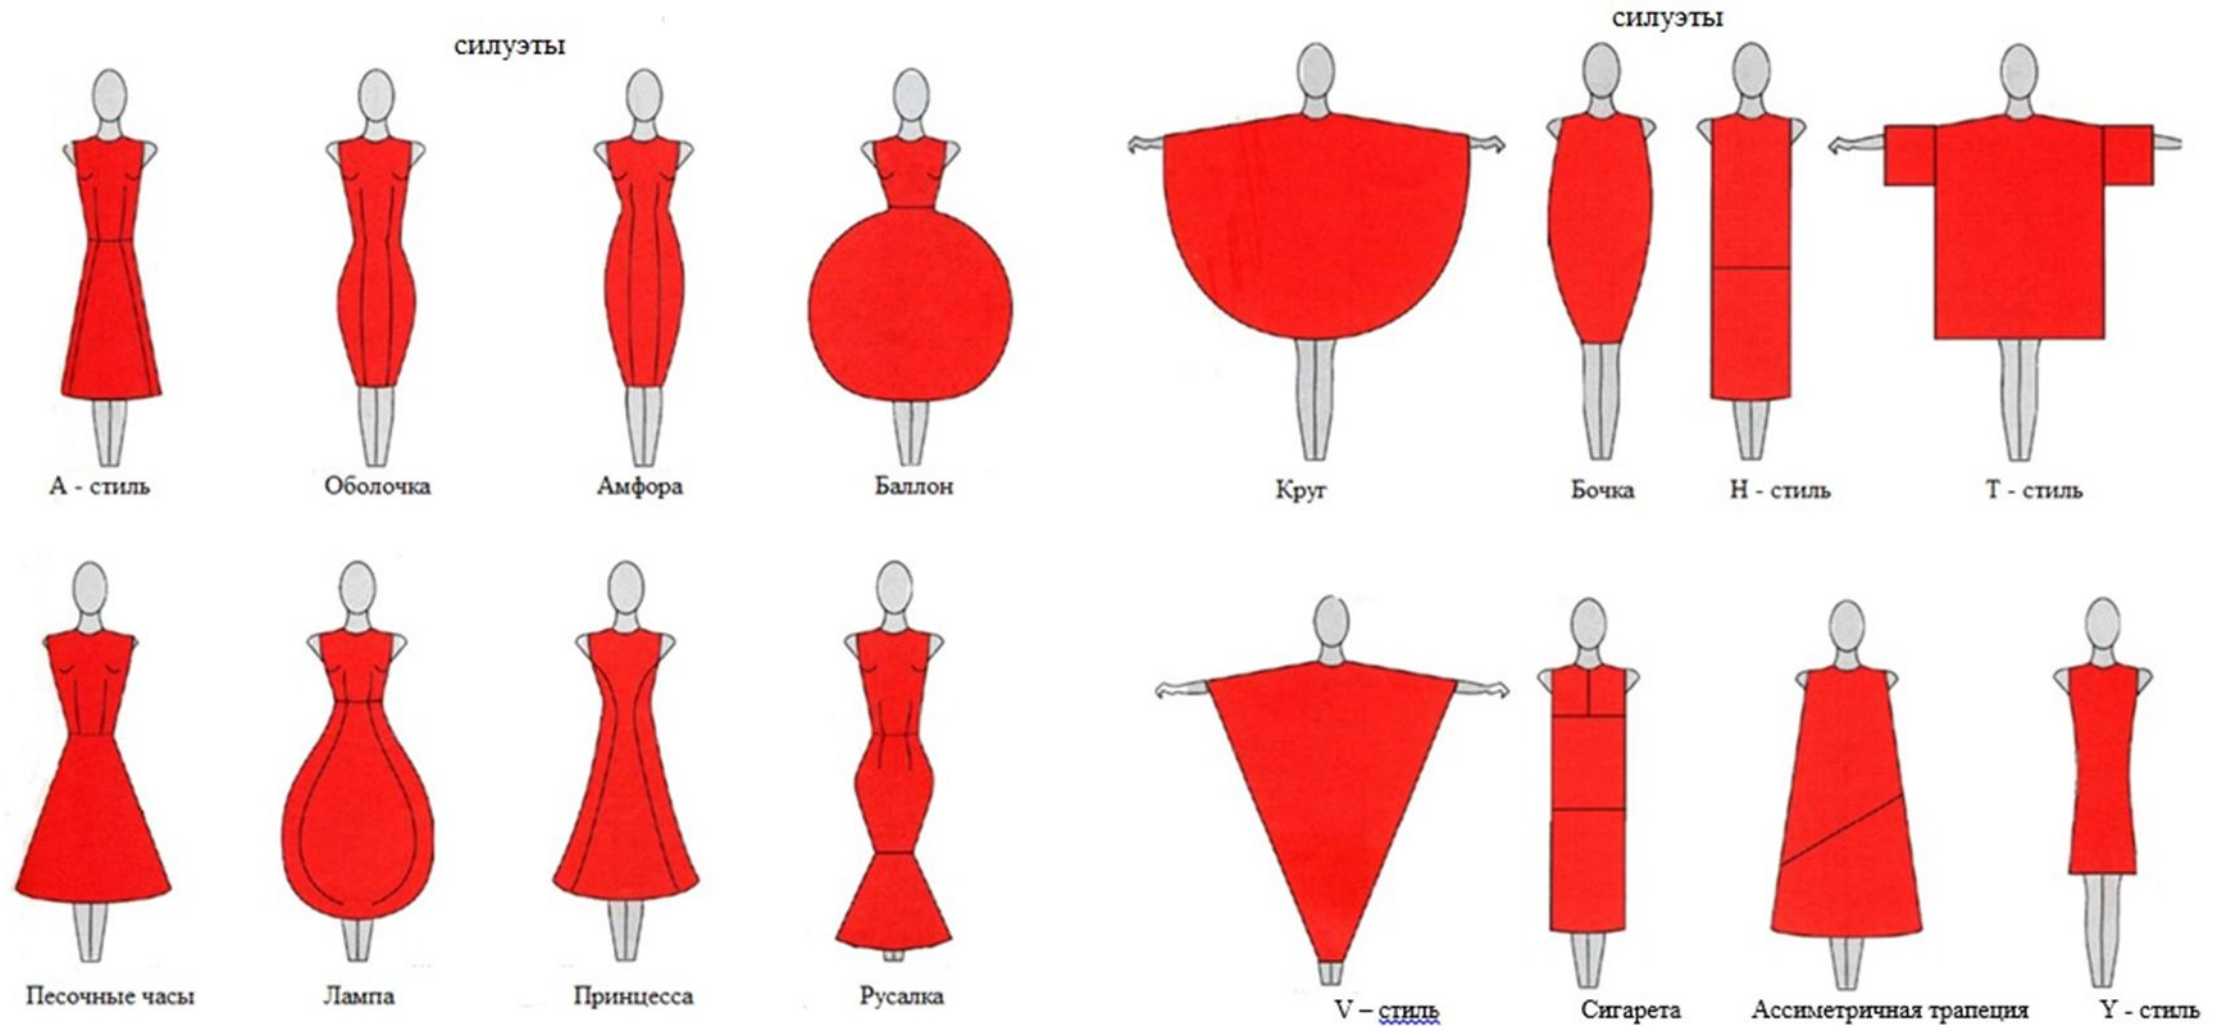 силуэты
А - стиль
Оболочка
Амфора
Баллон
Песочные часы
Лампа
Принцесса
Русалка
силуэты
Круг
Бочка
Н - стиль
Т - стиль
V – стиль
Сигарета
Ассиметричная трапеция
Y - стиль